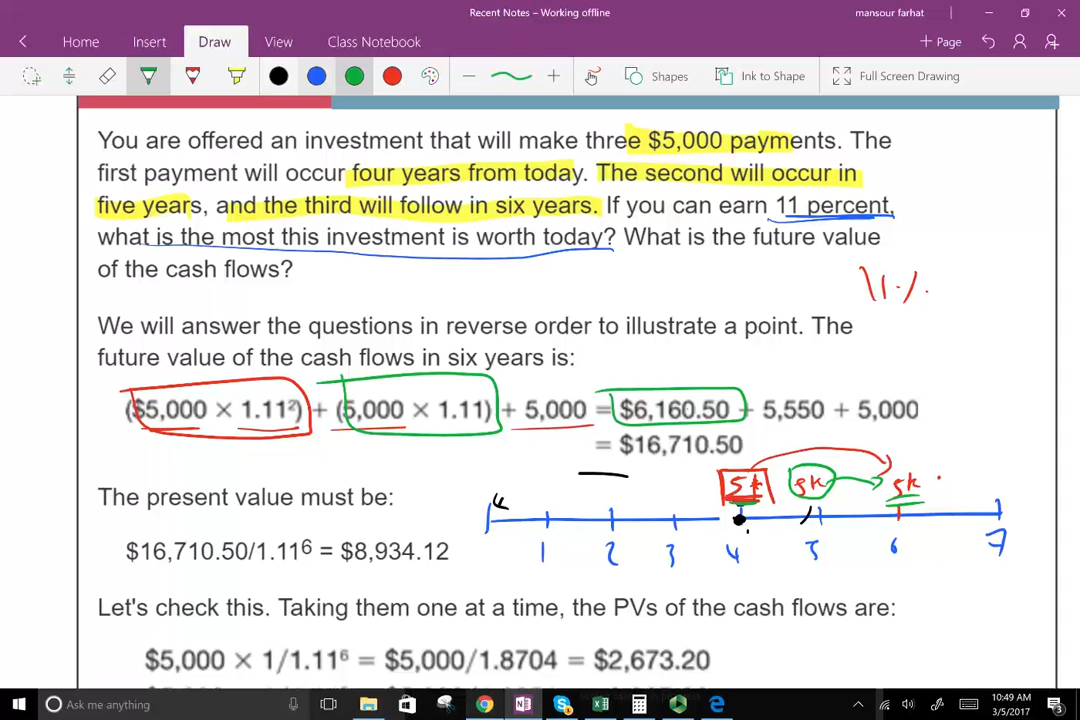 Recent Notes – Working offline
mansour farhat
Home Insert Draw View Class Notebook
Page
Shapes Ink to Shape Full Screen Drawing
You are offered an investment that will make three $5,000 payments. The
first payment will occur four years from today. The second will occur in
five years, and the third will follow in six years. If you can earn 11 percent,
what is the most this investment is worth today? What is the future value
of the cash flows?
11%
We will answer the questions in reverse order to illustrate a point. The
future value of the cash flows in six years is:
($5,000 × 1.11²) + (5,000 × 1.11) + 5,000 = $6,160.50 + 5,550 + 5,000
= $16,710.50
5k 5k 5k
The present value must be:
$16,710.50/1.11⁶ = $8,934.12
1 2 3 4 5 6 7
Let's check this. Taking them one at a time, the PVs of the cash flows are:
$5,000 × 1/1.11⁶ = $5,000/1.8704 = $2,673.20
Ask me anything
10:49 AM
3/5/2017
3